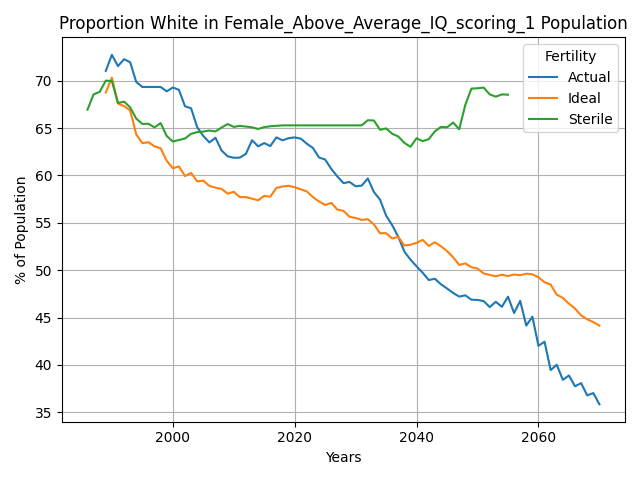 Proportion White in Female_Above_Average_IQ_scoring_1 Population
Fertility
Actual
Ideal
Sterile
% of Population
70
65
60
55
50
45
40
35
2000
2020
2040
2060
Years